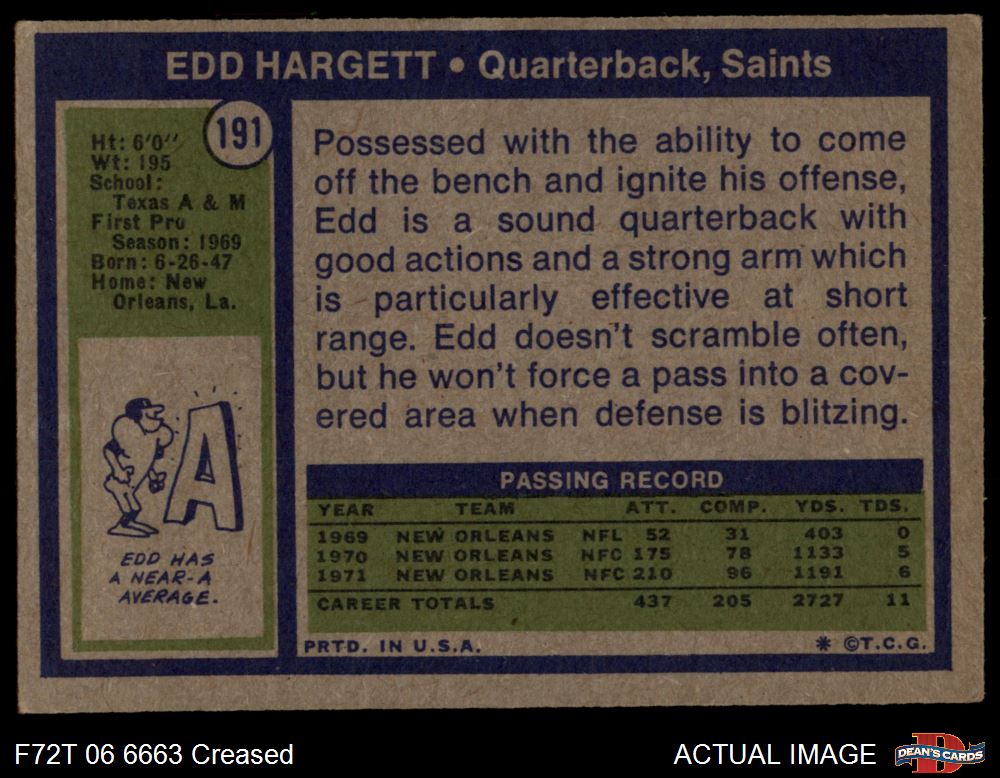 EDD HARGETT • Quarterback, Saints
191
Ht: 6'0"
Wt: 195
School:
Texas A & M
First Pro
Season: 1969
Born: 6-26-47
Home: New
Orleans, La.
Possessed with the ability to come
off the bench and ignite his offense,
Edd is a sound quarterback with
good actions and a strong arm which
is particularly effective at short
range. Edd doesn't scramble often,
but he won't force a pass into a cov-
ered area when defense is blitzing.
A
EDD HAS
A NEAR-A
AVERAGE.
PASSING RECORD
YEAR TEAM ATT. COMP. YDS. TDS.
1969 NEW ORLEANS NFL 52 31 403 0
1970 NEW ORLEANS NFC 175 78 1133 5
1971 NEW ORLEANS NFC 210 96 1191 6
CAREER TOTALS 437 205 2727 11
PRTD. IN U.S.A. * ©T.C.G.
F72T 06 6663 Creased ACTUAL IMAGE
DEAN'S CARDS